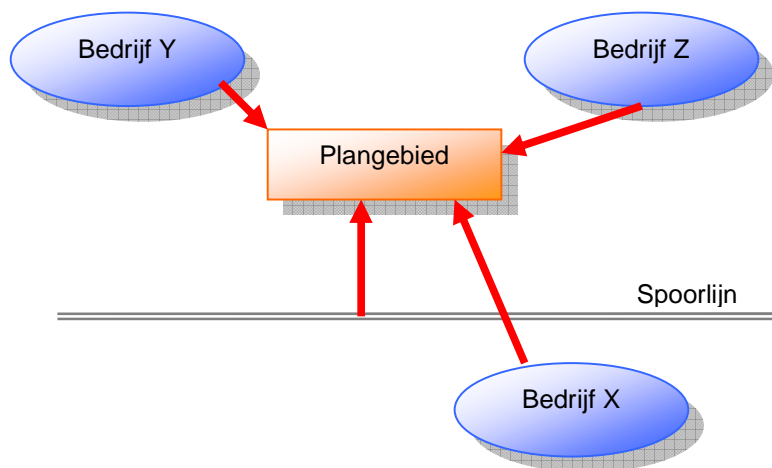 Bedrijf Y
Bedrijf Z
Plangebied
Spoorlijn
Bedrijf X